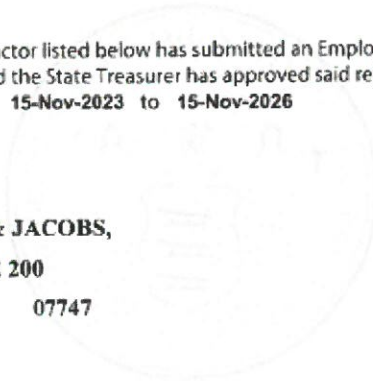 ctor listed below has submitted an Emplo
d the State Treasurer has approved said re
15-Nov-2023 to 15-Nov-2026
JACOBS,
200
07747